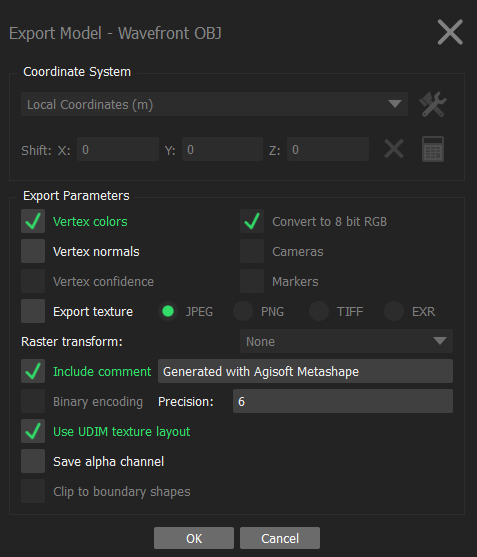 Export Model - Wavefront OBJ
Coordinate System
Local Coordinates (m)
Shift: X: 0 Y: 0 Z: 0
Export Parameters
Vertex colors Convert to 8 bit RGB
Vertex normals Cameras
Vertex confidence Markers
Export texture JPEG PNG TIFF EXR
Raster transform: None
Include comment Generated with Agisoft Metashape
Binary encoding Precision: 6
Use UDIM texture layout
Save alpha channel
Clip to boundary shapes
OK Cancel